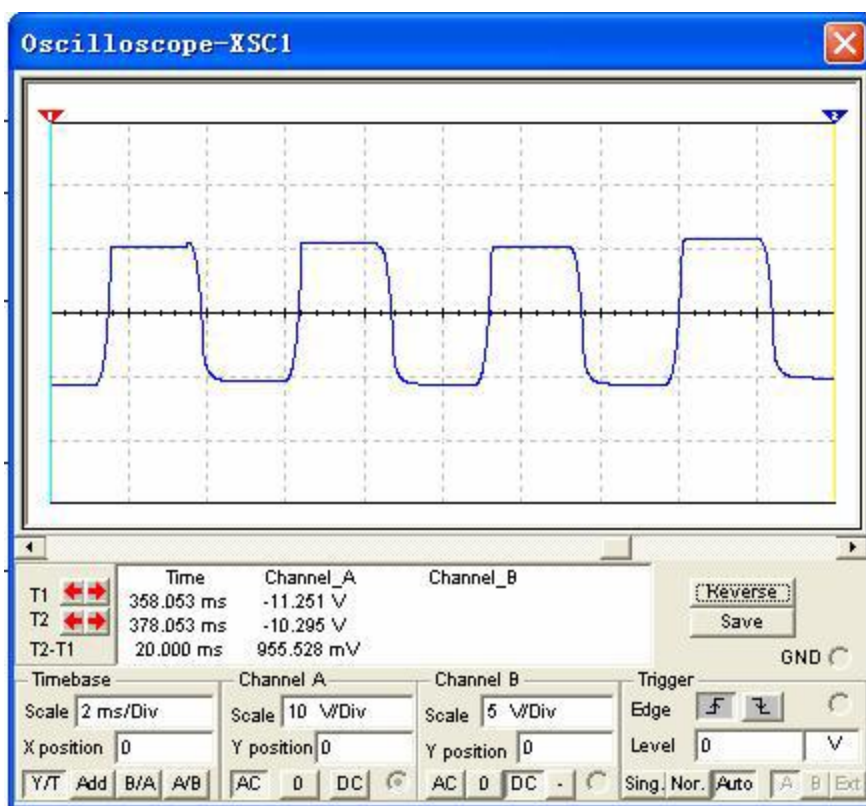 Oscilloscope-XSC1
1 2
Time Channel_A Channel_B
T1 358.053 ms -11.251 V Reverse
T2 378.053 ms -10.295 V Save
T2-T1 20.000 ms 955.528 mV GND
Timebase Channel A Channel B Trigger
Scale 2 ms/Div Scale 10 V/Div Scale 5 V/Div Edge
X position 0 Y position 0 Y position 0 Level 0 V
Y/T Add B/A A/B AC 0 DC AC 0 DC - Sing. Nor. Auto A B Ext